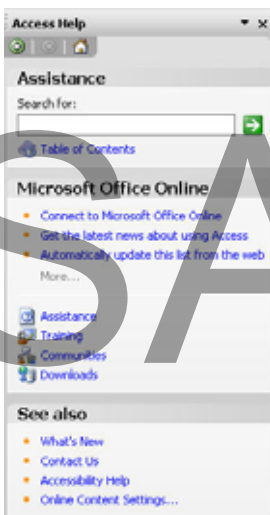 Access Help
Assistance
Search for:
Table of Contents
Microsoft Office Online
Connect to Microsoft Office Online
Get the latest news about using Access
Automatically update this list from the web
More...
Assistance
Training
Communities
Downloads
See also
What's New
Contact Us
Accessibility Help
Online Content Settings...
SA